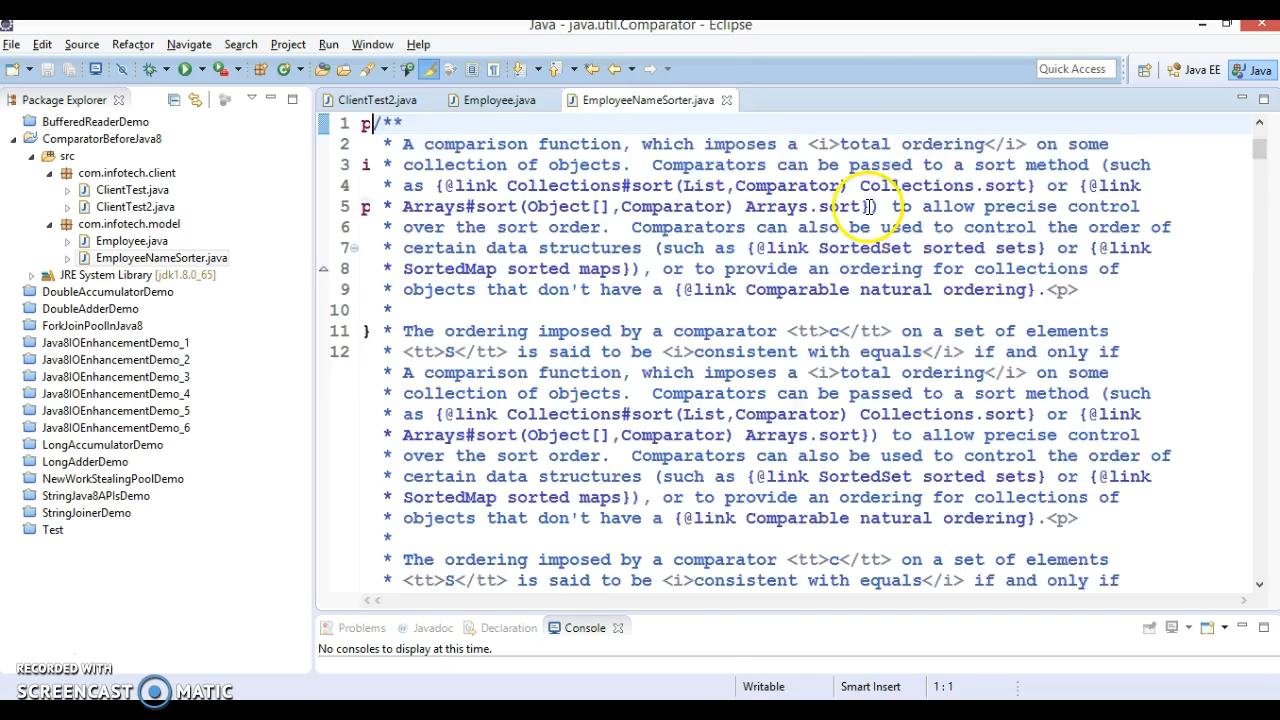 Java - java.util.Comparator - Eclipse
File Edit Source Refactor Navigate Search Project Run Window Help
Quick Access Java EE Java
Package Explorer
BufferedReaderDemo
ComparatorBeforeJava8
src
com.infotech.client
ClientTest.java
ClientTest2.java
com.infotech.model
Employee.java
EmployeeNameSorter.java
JRE System Library [jdk1.8.0_65]
DoubleAccumulatorDemo
DoubleAdderDemo
ForkJoinPoolInJava8
Java8IOEnhancementDemo_1
Java8IOEnhancementDemo_2
Java8IOEnhancementDemo_3
Java8IOEnhancementDemo_4
Java8IOEnhancementDemo_5
Java8IOEnhancementDemo_6
LongAccumulatorDemo
LongAdderDemo
NewWorkStealingPoolDemo
StringJava8APIsDemo
StringJoinerDemo
Test
ClientTest2.java Employee.java EmployeeNameSorter.java
1 p/**
2 * A comparison function, which imposes a <i>total ordering</i> on some
3 i * collection of objects. Comparators can be passed to a sort method (such
4 * as {@link Collections#sort(List,Comparator) Collections.sort} or {@link
5 p * Arrays#sort(Object[],Comparator) Arrays.sort}) to allow precise control
6 * over the sort order. Comparators can also be used to control the order of
7 * certain data structures (such as {@link SortedSet sorted sets} or {@link
8 * SortedMap sorted maps}), or to provide an ordering for collections of
9 * objects that don't have a {@link Comparable natural ordering}.<p>
10 *
11 } * The ordering imposed by a comparator <tt>c</tt> on a set of elements
12 * <tt>S</tt> is said to be <i>consistent with equals</i> if and only if
* A comparison function, which imposes a <i>total ordering</i> on some
* collection of objects. Comparators can be passed to a sort method (such
* as {@link Collections#sort(List,Comparator) Collections.sort} or {@link
* Arrays#sort(Object[],Comparator) Arrays.sort}) to allow precise control
* over the sort order. Comparators can also be used to control the order of
* certain data structures (such as {@link SortedSet sorted sets} or {@link
* SortedMap sorted maps}), or to provide an ordering for collections of
* objects that don't have a {@link Comparable natural ordering}.<p>
*
* The ordering imposed by a comparator <tt>c</tt> on a set of elements
* <tt>S</tt> is said to be <i>consistent with equals</i> if and only if
Problems Javadoc Declaration Console
No consoles to display at this time.
Writable Smart Insert 1 : 1
RECORDED WITH
SCREENCAST MATIC